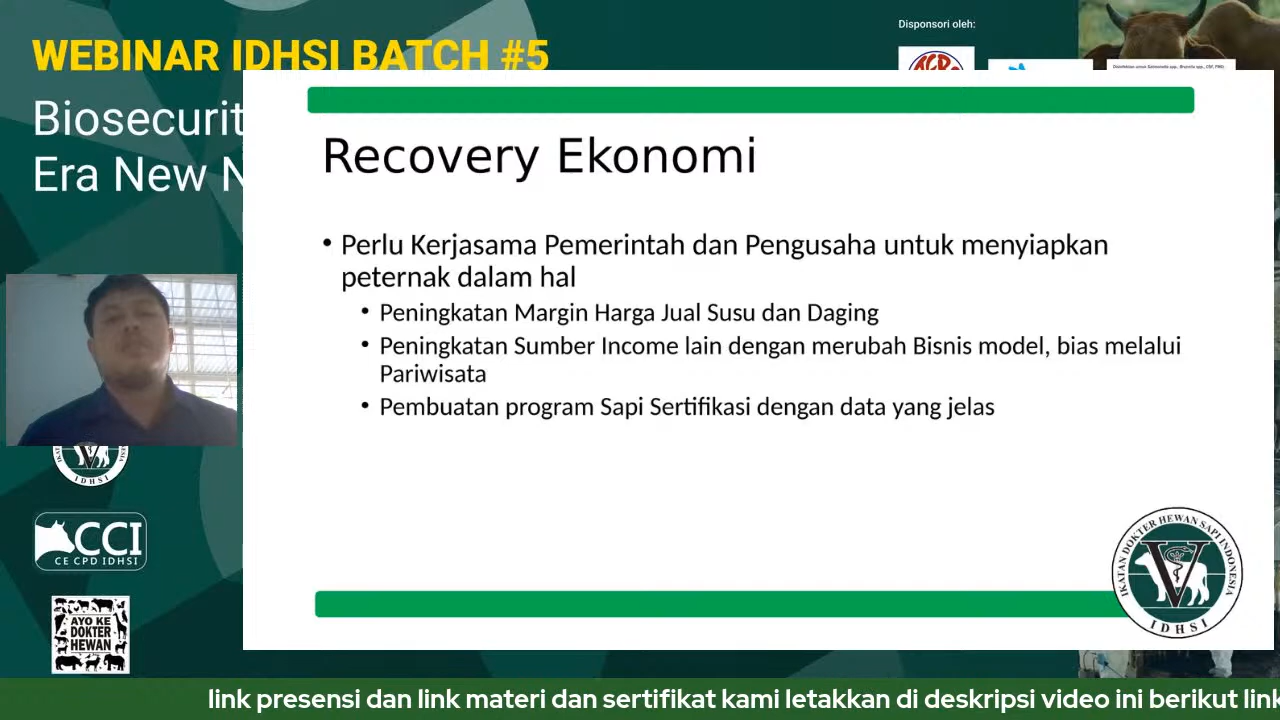 Disponsori oleh:
WEBINAR IDHSI BATCH #5
Biosecurit
Era New N
Recovery Ekonomi
• Perlu Kerjasama Pemerintah dan Pengusaha untuk menyiapkan
peternak dalam hal
• Peningkatan Margin Harga Jual Susu dan Daging
• Peningkatan Sumber Income lain dengan merubah Bisnis model, bias melalui
Pariwisata
• Pembuatan program Sapi Sertifikasi dengan data yang jelas
IDHSI
CCI
CE CPD IDHSI
AYO KE
DOKTER
HEWAN
IKATAN DOKTER HEWAN SAPI INDONESIA
V
IDHSI
link presensi dan link materi dan sertifikat kami letakkan di deskripsi video ini berikut link